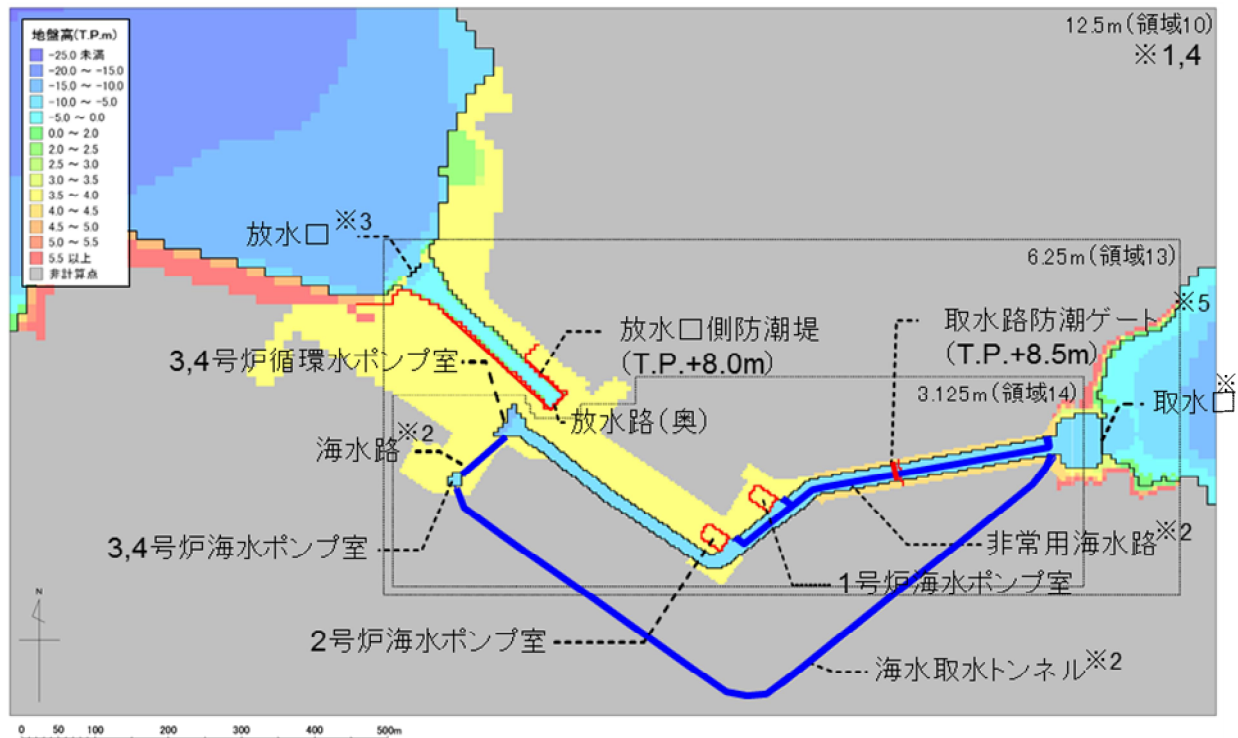 地盤高(T.P.m)
-25.0 未満
-20.0 ～ -15.0
-15.0 ～ -10.0
-10.0 ～ -5.0
-5.0 ～ 0.0
0.0 ～ 2.0
2.0 ～ 2.5
2.5 ～ 3.0
3.0 ～ 3.5
3.5 ～ 4.0
4.0 ～ 4.5
4.5 ～ 5.0
5.0 ～ 5.5
5.5 以上
非計算点
12.5m(領域10)
※1,4
放水口※3
6.25m(領域13)
放水口側防潮堤
(T.P.+8.0m)
取水路防潮ゲート※5
(T.P.+8.5m)
3,4号炉循環水ポンプ室
3.125m(領域14)
取水口※
放水路(奥)
海水路※2
3,4号炉海水ポンプ室
非常用海水路※2
1号炉海水ポンプ室
2号炉海水ポンプ室
海水取水トンネル※2
N
0 50 100 200 300 400 500m